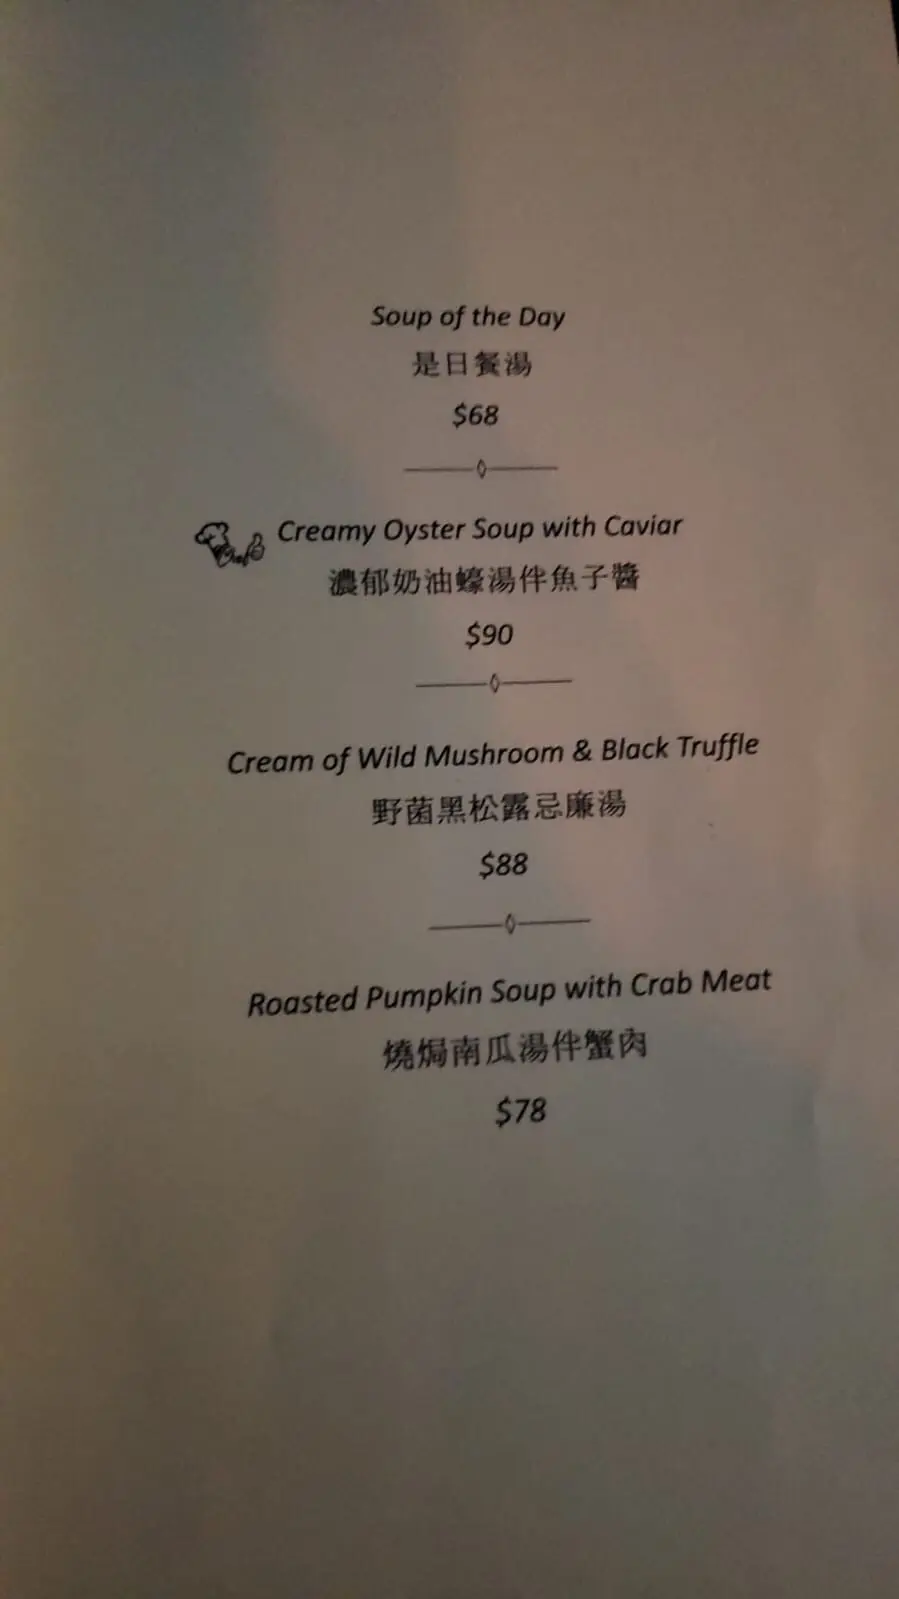 Soup of the Day
是日餐湯
$68
Creamy Oyster Soup with Caviar
濃郁奶油蠔湯伴魚子醬
$90
Cream of Wild Mushroom & Black Truffle
野菌黑松露忌廉湯
$88
Roasted Pumpkin Soup with Crab Meat
燒焗南瓜湯伴蟹肉
$78